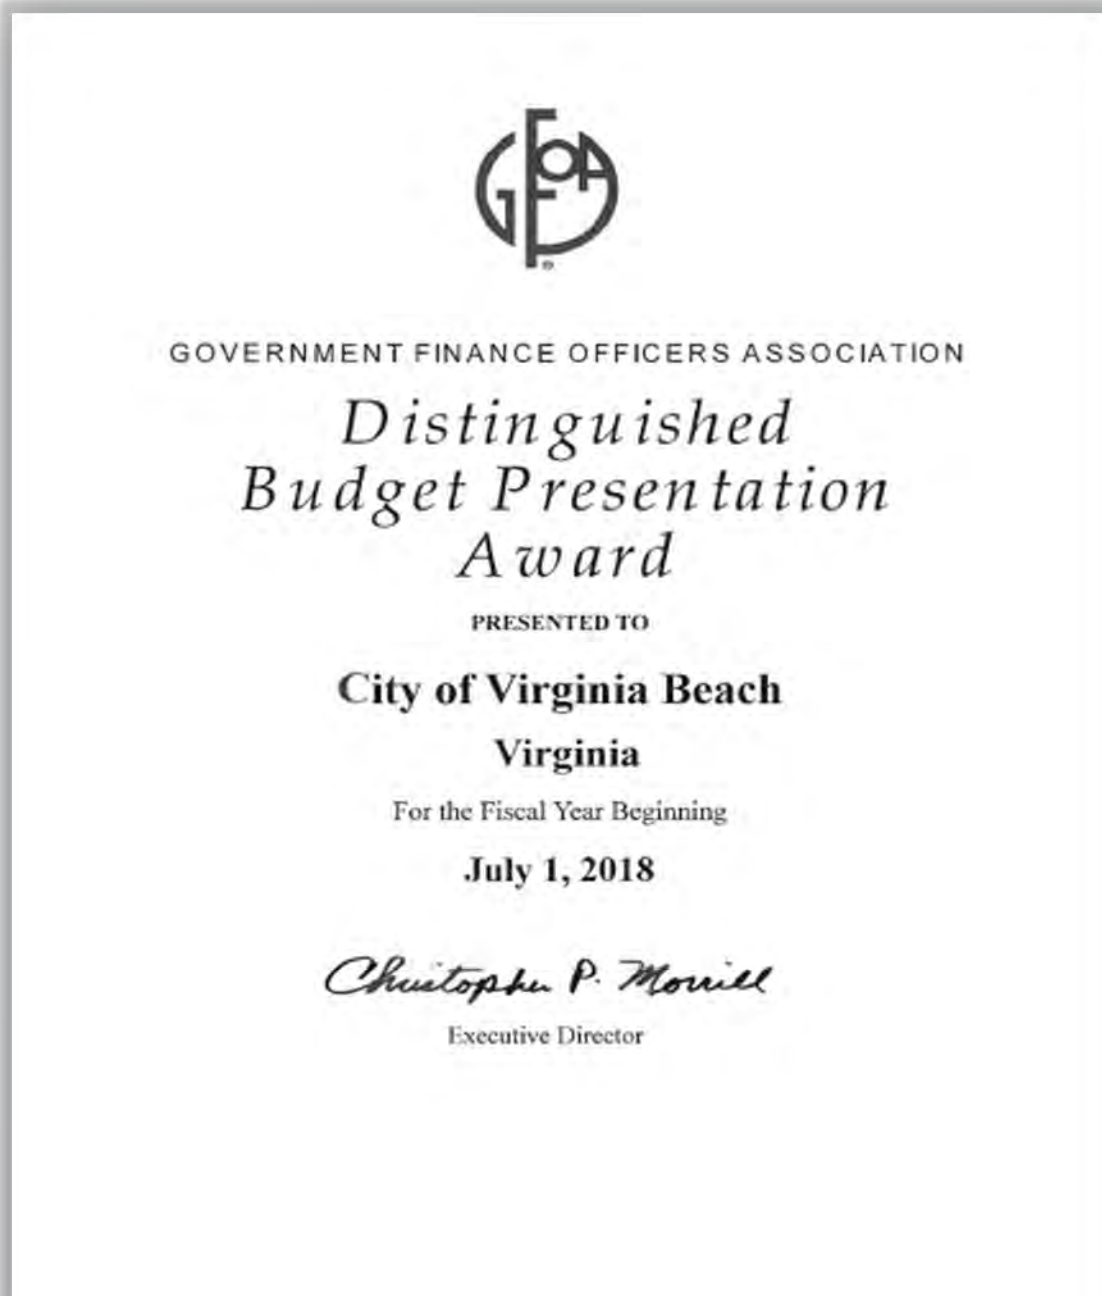 GFOA
®
GOVERNMENT FINANCE OFFICERS ASSOCIATION
Distinguished
Budget Presentation
Award
PRESENTED TO
City of Virginia Beach
Virginia
For the Fiscal Year Beginning
July 1, 2018
Christopher P. Morrill
Executive Director